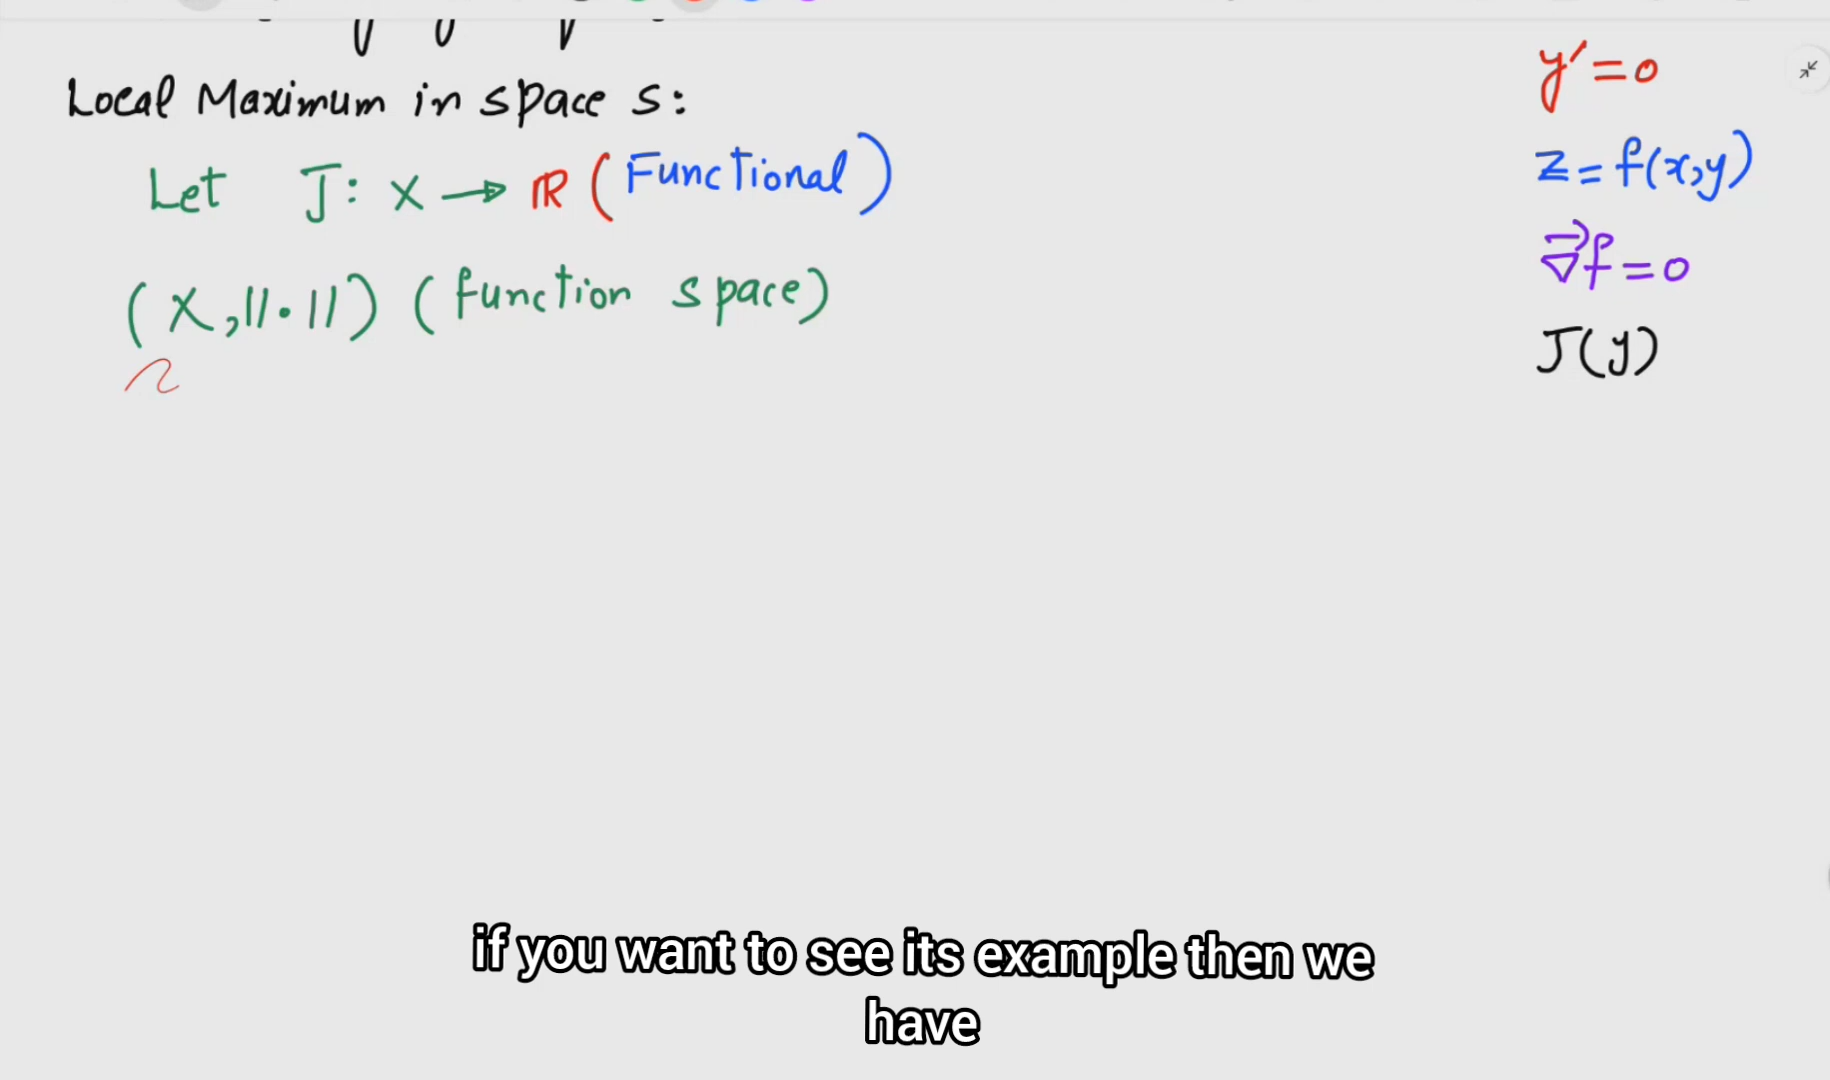 Local Maximum in space s:
Let J: X → ℝ (Functional)
(X, ||·||) (function space)
y' = 0
z = f(x,y)
∇⃗f = 0
J(y)
if you want to see its example then we
have